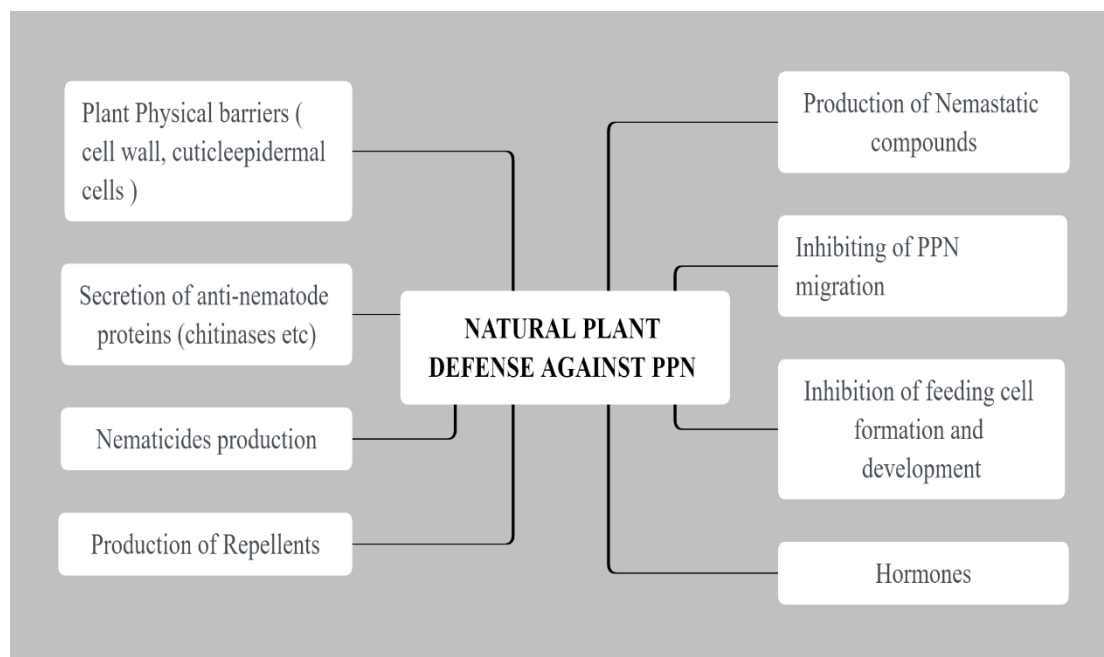 Plant Physical barriers (
cell wall, cuticleepidermal
cells )
Secretion of anti-nematode
proteins (chitinases etc)
Nematicides production
Production of Repellents
NATURAL PLANT
DEFENSE AGAINST PPN
Production of Nemastatic
compounds
Inhibiting of PPN
migration
Inhibition of feeding cell
formation and
development
Hormones